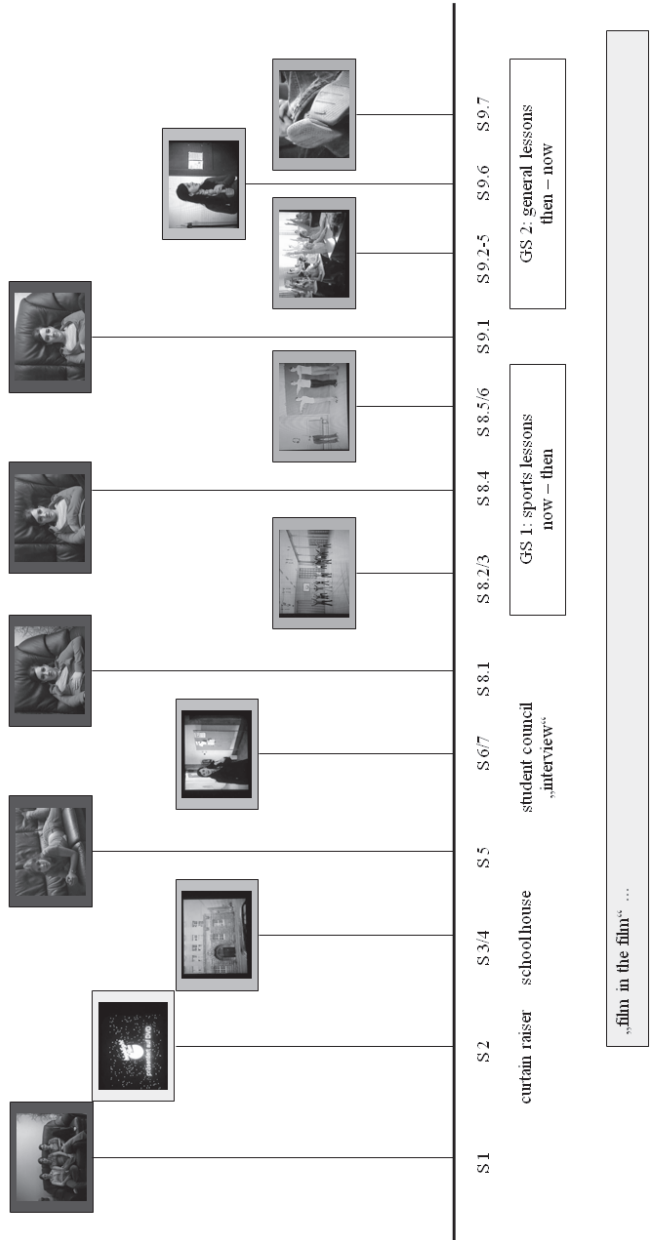 S1
S2
S3/4
S5
S6/7
S8.1
S8.2/3
S8.4
S8.5/6
S9.1
S9.2-5
S9.6
S9.7
curtain raiser
schoolhouse
student council
„interview“
GS 1: sports lessons
now – then
GS 2: general lessons
then – now
„film in the film“ …